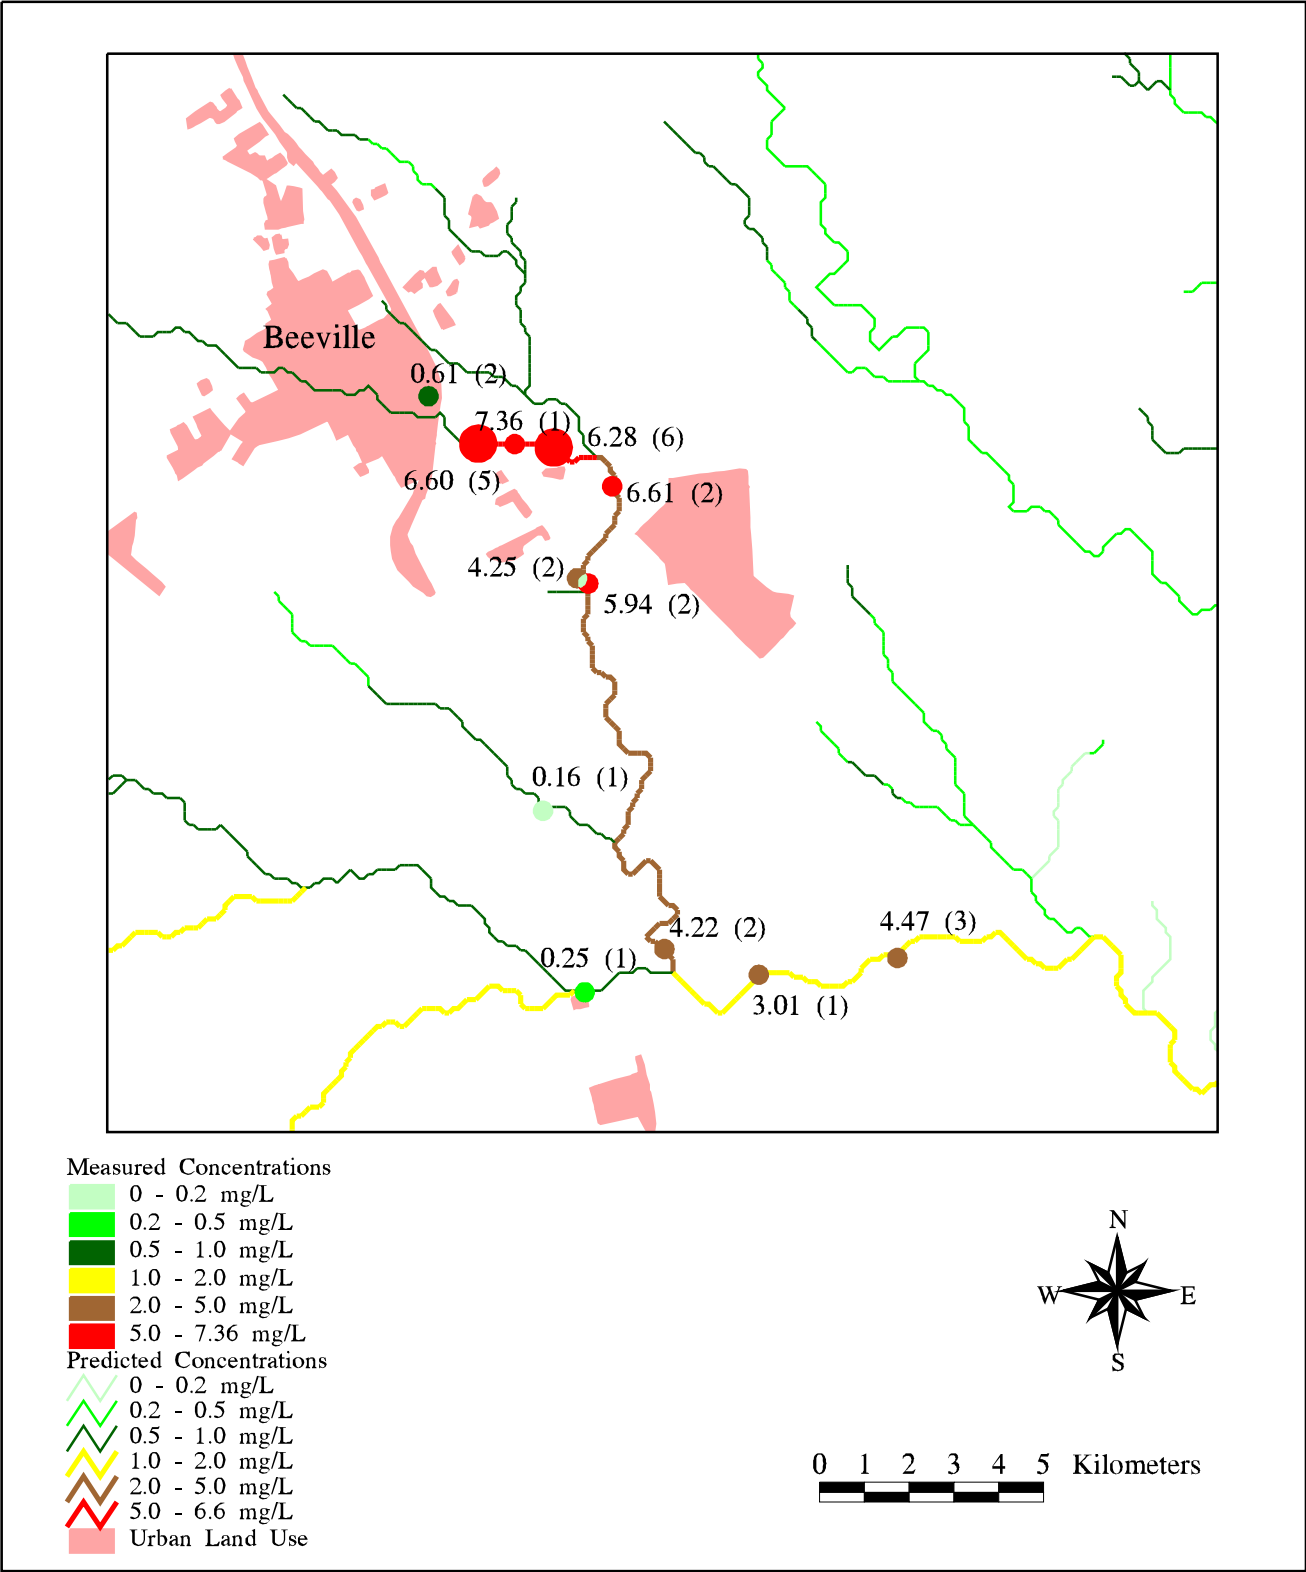 Beeville
0.61 (2)
7.36 (1)
6.28 (6)
6.60 (5)
6.61 (2)
4.25 (2)
5.94 (2)
0.16 (1)
4.22 (2)
4.47 (3)
0.25 (1)
3.01 (1)
Measured Concentrations
0 - 0.2 mg/L
0.2 - 0.5 mg/L
0.5 - 1.0 mg/L
1.0 - 2.0 mg/L
2.0 - 5.0 mg/L
5.0 - 7.36 mg/L
Predicted Concentrations
0 - 0.2 mg/L
0.2 - 0.5 mg/L
0.5 - 1.0 mg/L
1.0 - 2.0 mg/L
2.0 - 5.0 mg/L
5.0 - 6.6 mg/L
Urban Land Use
N
W E
S
0 1 2 3 4 5 Kilometers